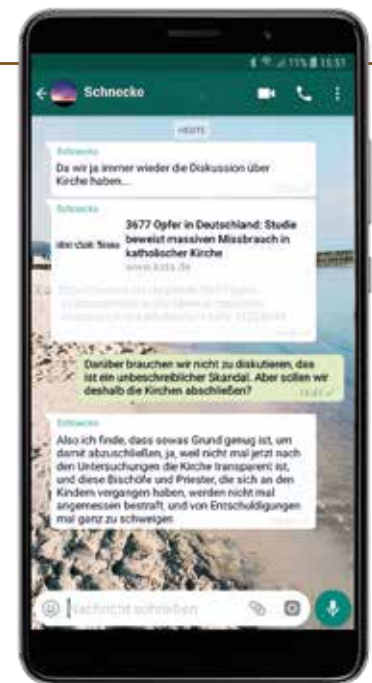 11% 15:51
Schnecke
HEUTE
Schnecke
Da wir ja immer wieder die Diskussion über
Kirche haben...
Schnecke
3677 Opfer in Deutschland: Studie
beweist massiven Missbrauch in
katholischer Kirche
www.ksta.de
Darüber brauchen wir nicht zu diskutieren, das
ist ein unbeschreiblicher Skandal. Aber sollen wir
deshalb die Kirchen abschließen?
Schnecke
Also ich finde, dass sowas Grund genug ist, um
damit abzuschließen, ja, weil nicht mal jetzt nach
den Untersuchungen die Kirche transparent ist,
und diese Bischöfe und Priester, die sich an den
Kindern vergangen haben, werden nicht mal
angemessen bestraft, und von Entschuldigungen
mal ganz zu schweigen
Nachricht schreiben